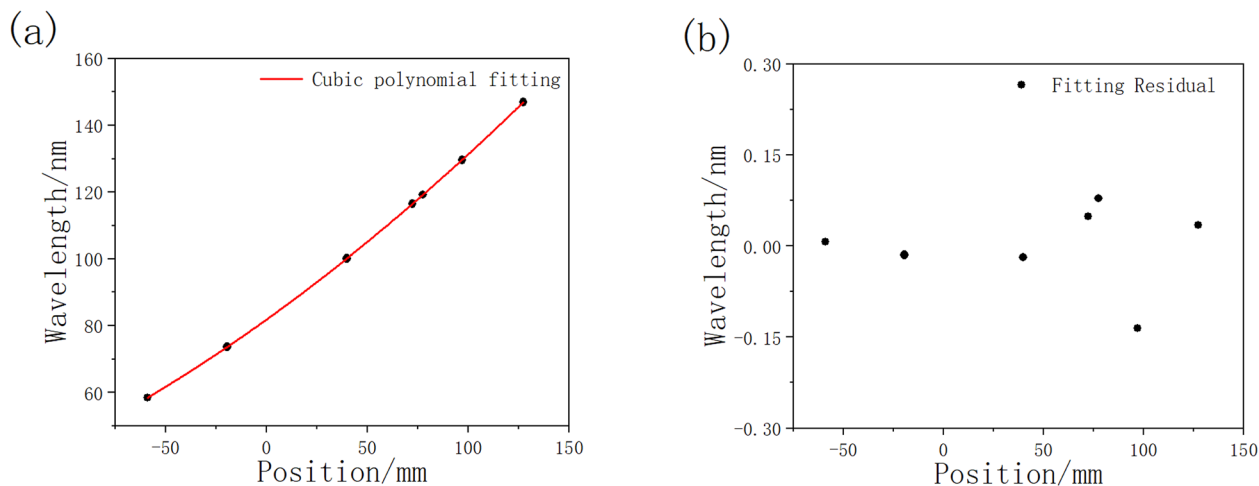 (a)
160
140
120
100
80
60
Wavelength/nm
Cubic polynomial fitting
-50
0
50
100
150
Position/mm
(b)
0.30
0.15
0.00
-0.15
-0.30
Wavelength/nm
Fitting Residual
-50
0
50
100
150
Position/mm